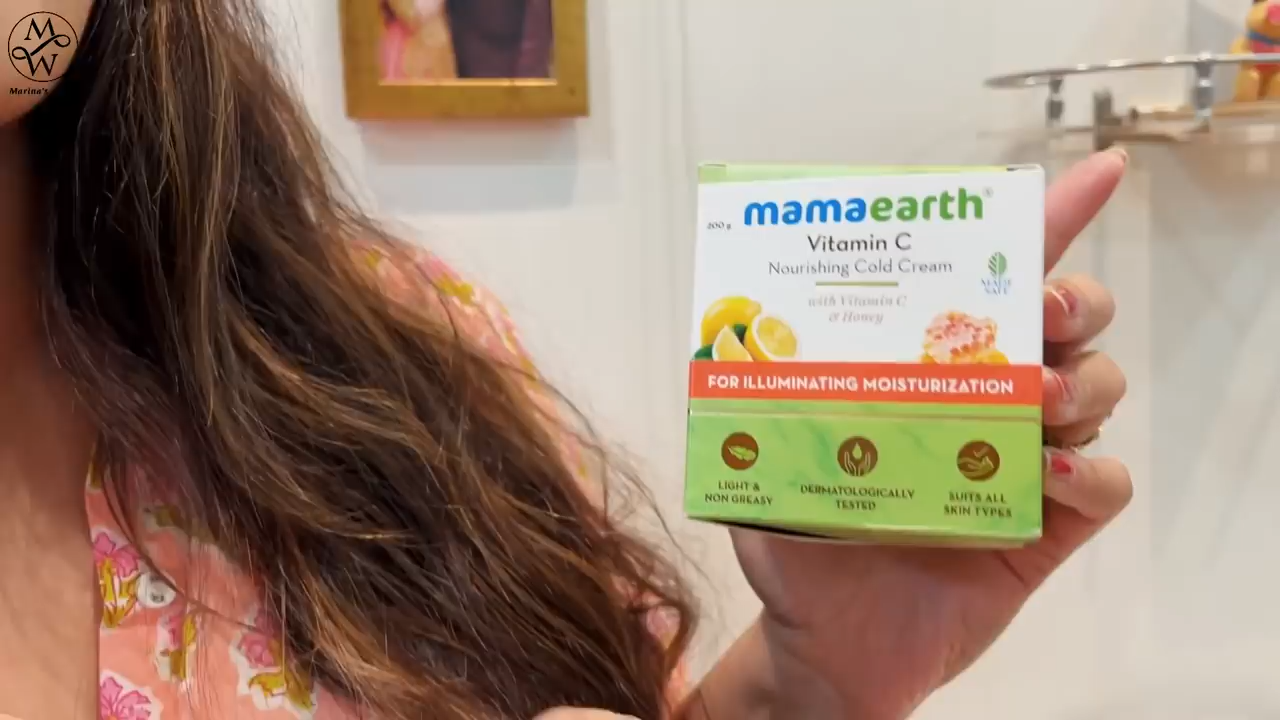 M
W
Marina's
mamaearth®
200 g
Vitamin C
Nourishing Cold Cream
MADE
SAFE
with Vitamin C
& Honey
FOR ILLUMINATING MOISTURIZATION
LIGHT &
NON GREASY
DERMATOLOGICALLY
TESTED
SUITS ALL
SKIN TYPES